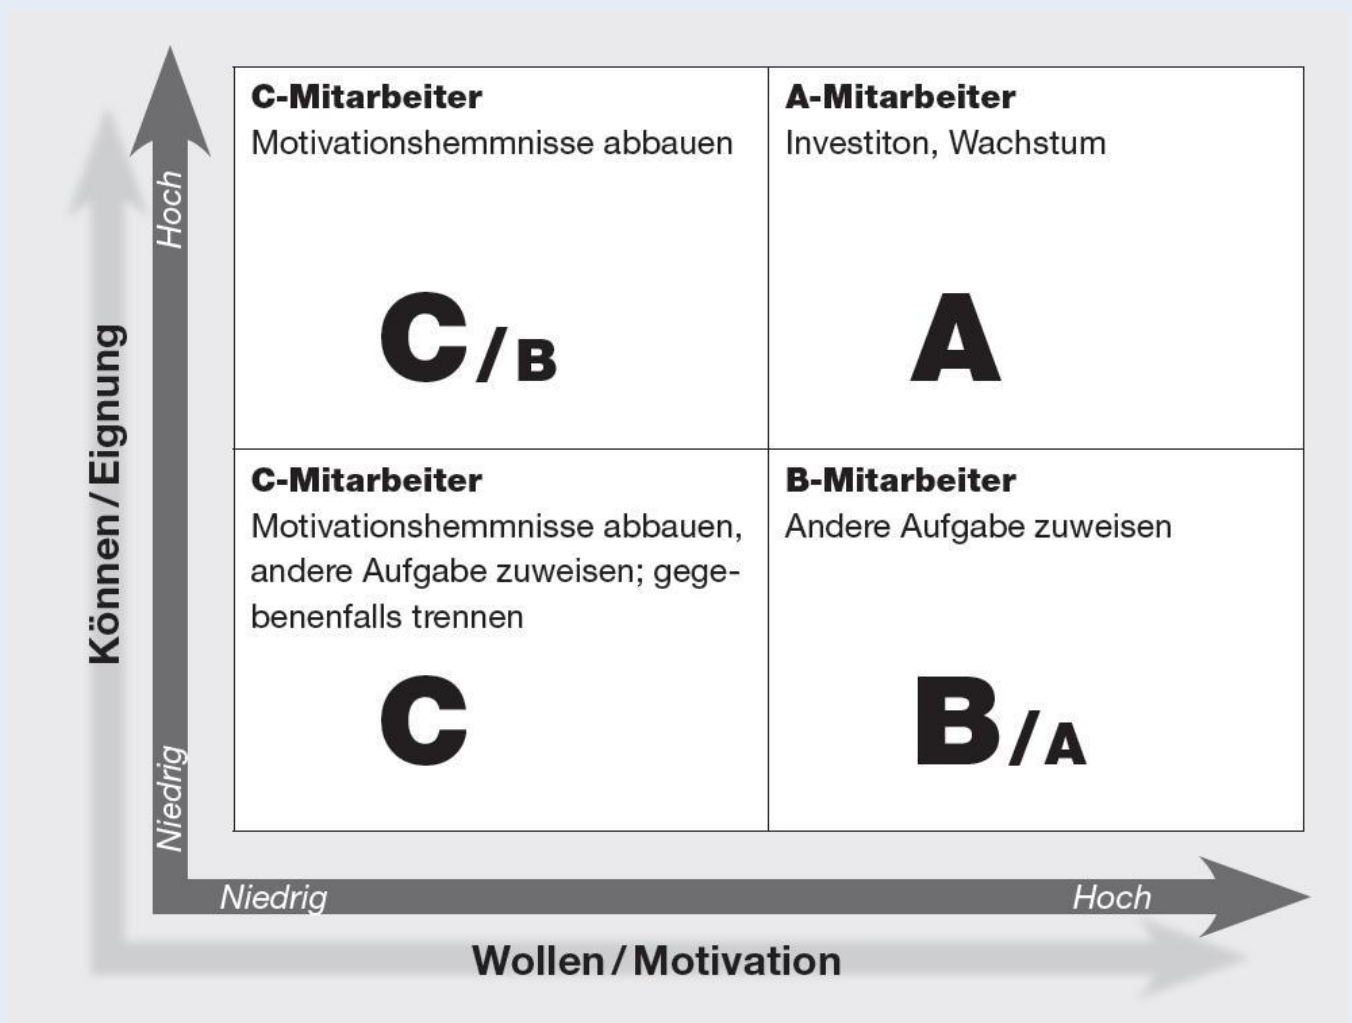 C-Mitarbeiter
Motivationshemmnisse abbauen
C/B
A-Mitarbeiter
Investiton, Wachstum
A
C-Mitarbeiter
Motivationshemmnisse abbauen,
andere Aufgabe zuweisen; gege-
benenfalls trennen
C
B-Mitarbeiter
Andere Aufgabe zuweisen
B/A
Können/Eignung
Hoch
Niedrig
Niedrig
Hoch
Wollen/Motivation